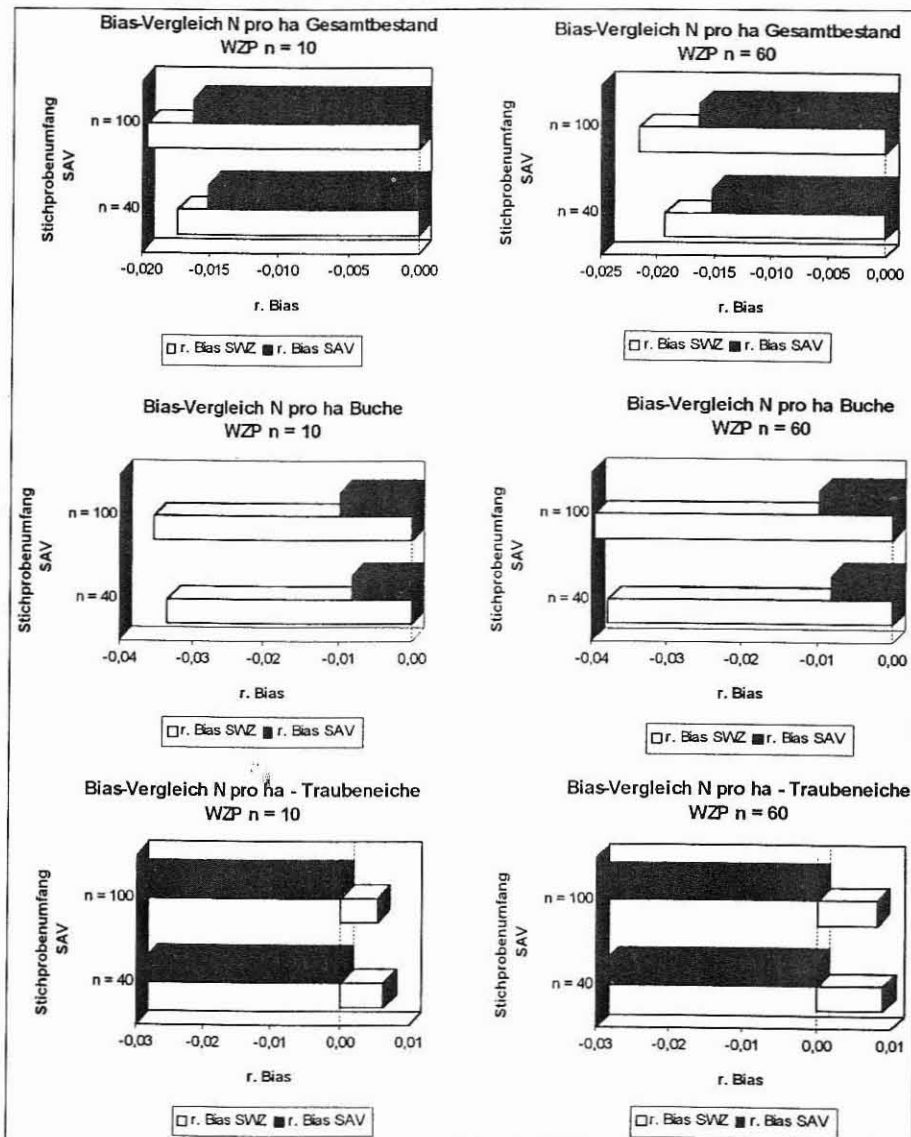 Bias-Vergleich N pro ha Gesamtbestand
WZP n = 10
Stichprobenumfang
SAV
n = 100
n = 40
-0,020 -0,015 -0,010 -0,005 0,000
r. Bias
r. Bias SWZ r. Bias SAV
Bias-Vergleich N pro ha Gesamtbestand
WZP n = 60
Stichprobenumfang
SAV
n = 100
n = 40
-0,025 -0,020 -0,015 -0,010 -0,005 0,000
r. Bias
r. Bias SWZ r. Bias SAV
Bias-Vergleich N pro ha Buche
WZP n = 10
Stichprobenumfang
SAV
n = 100
n = 40
-0,04 -0,03 -0,02 -0,01 0,00
r. Bias
r. Bias SWZ r. Bias SAV
Bias-Vergleich N pro ha Buche
WZP n = 60
Stichprobenumfang
SAV
n = 100
n = 40
-0,04 -0,03 -0,02 -0,01 0,00
r. Bias
r. Bias SWZ r. Bias SAV
Bias-Vergleich N pro ha - Traubeneiche
WZP n = 10
Stichprobenumfang
SAV
n = 100
n = 40
-0,03 -0,02 -0,01 0,00 0,01
r. Bias
r. Bias SWZ r. Bias SAV
Bias-Vergleich N pro ha - Traubeneiche
WZP n = 60
Stichprobenumfang
SAV
n = 100
n = 40
-0,03 -0,02 -0,01 0,00 0,01
r. Bias
r. Bias SWZ r. Bias SAV